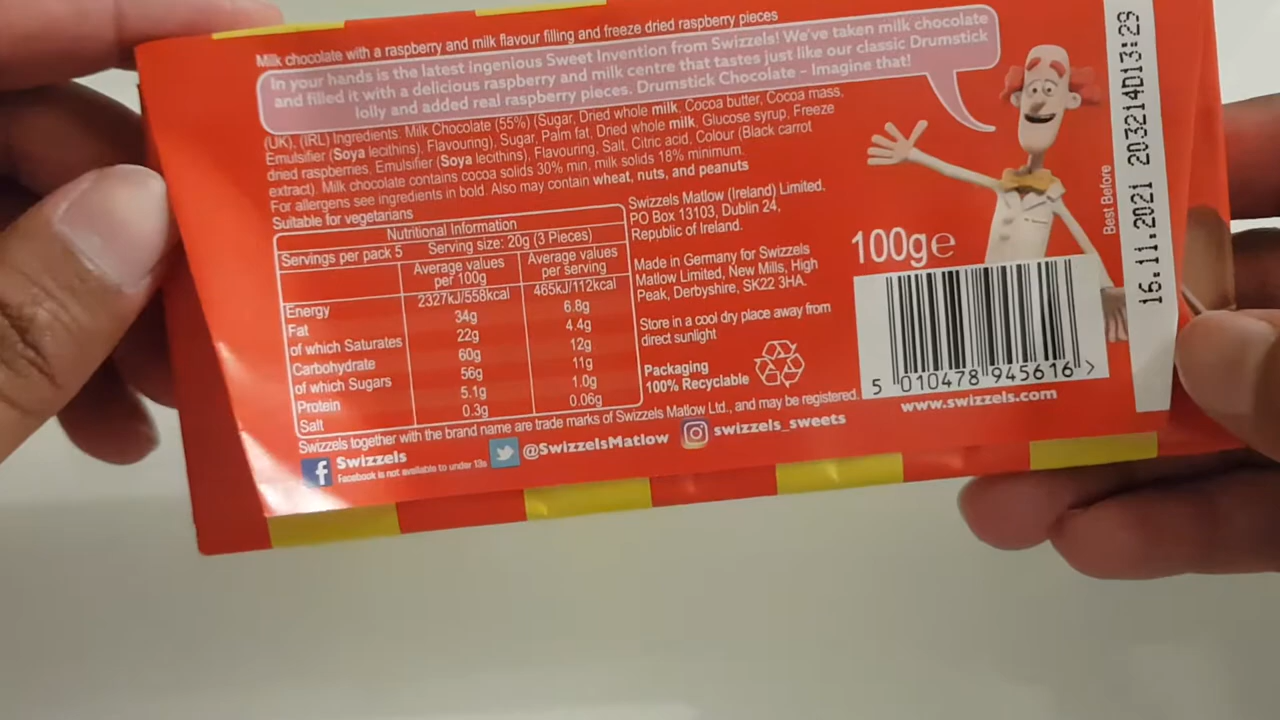 Milk chocolate with a raspberry and milk flavour filling and freeze dried raspberry pieces
In your hands is the latest ingenious Sweet Invention from Swizzels! We've taken milk chocolate
and filled it with a delicious raspberry and milk centre that tastes just like our classic Drumstick
lolly and added real raspberry pieces. Drumstick Chocolate – Imagine that!
(UK), (IRL) Ingredients: Milk Chocolate (55%) (Sugar, Dried whole milk, Cocoa butter, Cocoa mass,
Emulsifier (Soya lecithins), Flavouring), Sugar, Palm fat, Dried whole milk, Glucose syrup, Freeze
dried raspberries, Emulsifier (Soya lecithins), Flavouring, Salt, Citric acid, Colour (Black carrot
extract). Milk chocolate contains cocoa solids 30% min, milk solids 18% minimum.
For allergens see ingredients in bold. Also may contain wheat, nuts, and peanuts
Suitable for vegetarians
Nutritional Information
Servings per pack 5 Serving size: 20g (3 Pieces)
Average values per 100g Average values per serving
Energy 2327kJ/558kcal 465kJ/112kcal
Fat 34g 6.8g
of which Saturates 22g 4.4g
Carbohydrate 60g 12g
of which Sugars 56g 11g
Protein 5.1g 1.0g
Salt 0.3g 0.06g
Swizzels Matlow (Ireland) Limited.
PO Box 13103, Dublin 24,
Republic of Ireland.
Made in Germany for Swizzels
Matlow Limited, New Mills, High
Peak, Derbyshire, SK22 3HA.
Store in a cool dry place away from
direct sunlight
Packaging
100% Recyclable
100g e
5 010478 945616 >
www.swizzels.com
Best Before
16.11.2021 203214D13:29
Swizzels together with the brand name are trade marks of Swizzels Matlow Ltd., and may be registered.
f Swizzels
Facebook is not available to under 13s
@SwizzelsMatlow
swizzels_sweets